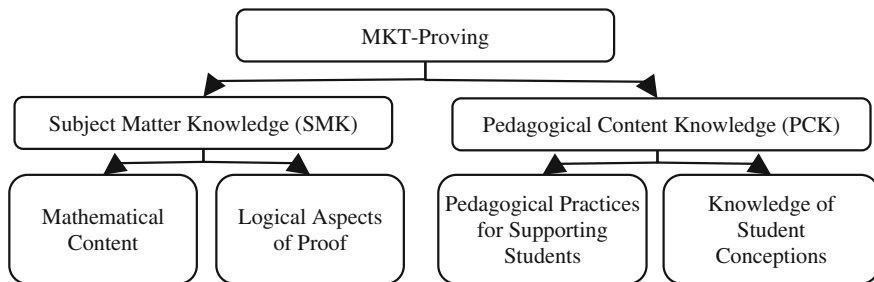 MKT-Proving
Subject Matter Knowledge (SMK)
Pedagogical Content Knowledge (PCK)
Mathematical
Content
Logical Aspects
of Proof
Pedagogical Practices
for Supporting
Students
Knowledge of
Student
Conceptions